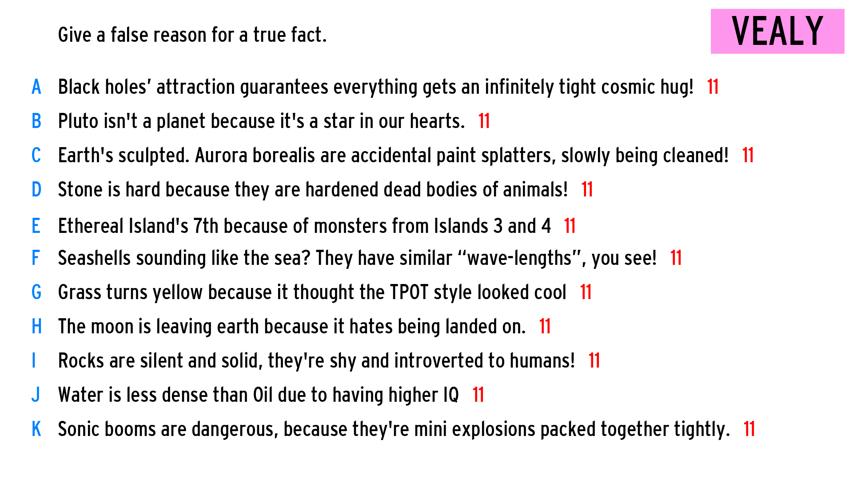 Give a false reason for a true fact.
VEALY
A Black holes’ attraction guarantees everything gets an infinitely tight cosmic hug! 11
B Pluto isn't a planet because it's a star in our hearts. 11
C Earth's sculpted. Aurora borealis are accidental paint splatters, slowly being cleaned! 11
D Stone is hard because they are hardened dead bodies of animals! 11
E Ethereal Island's 7th because of monsters from Islands 3 and 4 11
F Seashells sounding like the sea? They have similar “wave-lengths”, you see! 11
G Grass turns yellow because it thought the TPOT style looked cool 11
H The moon is leaving earth because it hates being landed on. 11
I Rocks are silent and solid, they're shy and introverted to humans! 11
J Water is less dense than Oil due to having higher IQ 11
K Sonic booms are dangerous, because they're mini explosions packed together tightly. 11